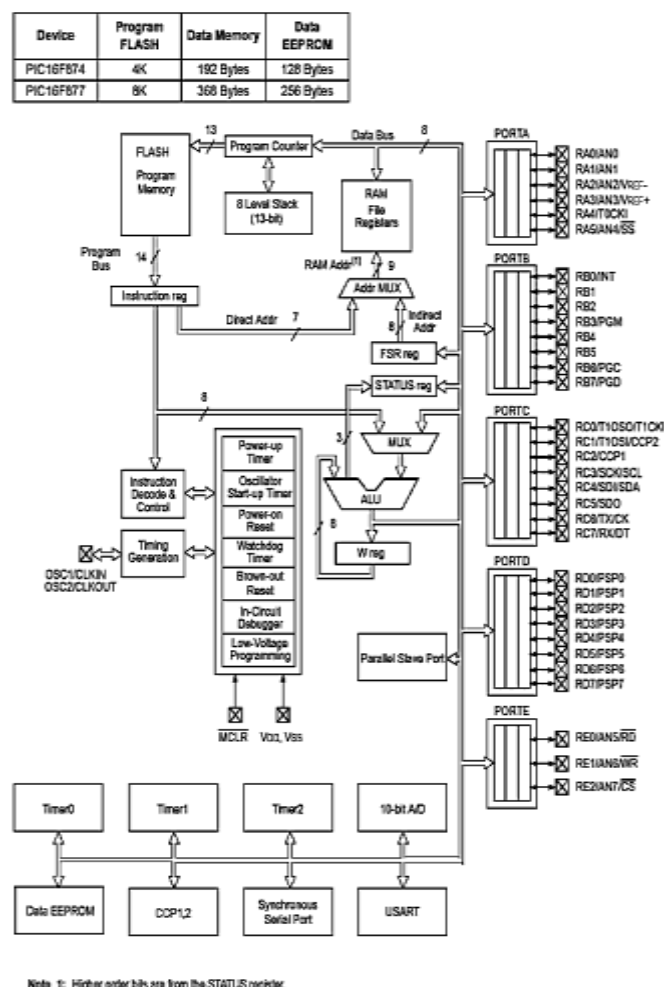 Device Program FLASH Data Memory Data EEPROM
PIC16F874 4K 192 Bytes 128 Bytes
PIC16F877 8K 368 Bytes 256 Bytes
PORTA
13
Program Counter
Data Bus
8
FLASH
Program
Memory
8 Level Stack
(13-bit)
RAM
File
Registers
RA0/AN0
RA1/AN1
RA2/AN2/VREF-
RA3/AN3/VREF+
RA4/T0CKI
RA5/AN4/SS
Program
Bus
14
RAM Addr(1)
9
PORTB
Instruction reg
Addr MUX
Direct Addr
7
8
Indirect
Addr
FSR reg
STATUS reg
RB0/INT
RB1
RB2
RB3/PGM
RB4
RB5
RB6/PGC
RB7/PGD
8
3
MUX
ALU
8
W reg
PORTC
RC0/T1OSO/T1CKI
RC1/T1OSI/CCP2
RC2/CCP1
RC3/SCK/SCL
RC4/SDI/SDA
RC5/SDO
RC6/TX/CK
RC7/RX/DT
Instruction
Decode &
Control
Timing
Generation
OSC1/CLKIN
OSC2/CLKOUT
Power-up
Timer
Oscillator
Start-up Timer
Power-on
Reset
Watchdog
Timer
Brown-out
Reset
In-Circuit
Debugger
Low-Voltage
Programming
MCLR
VDD, VSS
Parallel Slave Port
PORTD
RD0/PSP0
RD1/PSP1
RD2/PSP2
RD3/PSP3
RD4/PSP4
RD5/PSP5
RD6/PSP6
RD7/PSP7
PORTE
RE0/AN5/RD
RE1/AN6/WR
RE2/AN7/CS
Timer0
Timer1
Timer2
10-bit A/D
Data EEPROM
CCP1,2
Synchronous
Serial Port
USART
Note 1: Higher order bits are from the STATUS register.